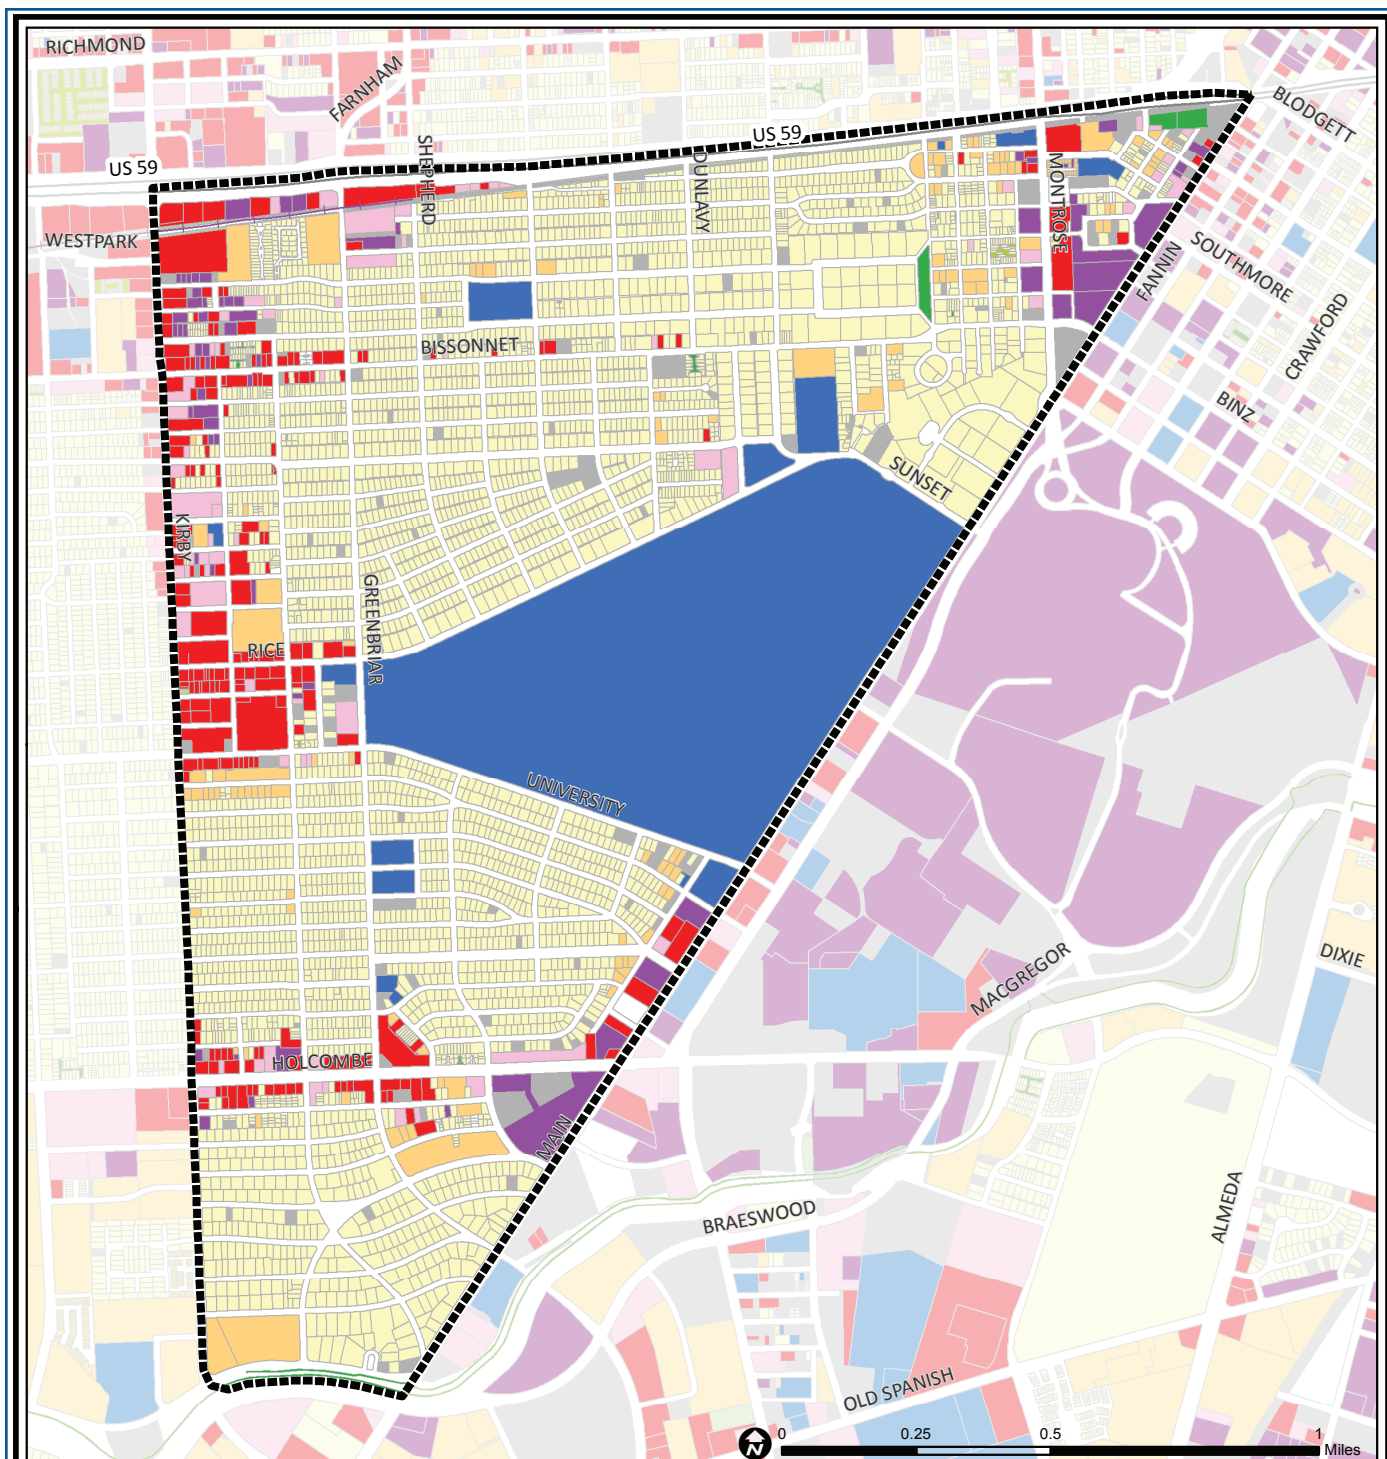 RICHMOND
FARNHAM
BLODGETT
US 59
US 59
SHEPHERD
DUNLAVY
MONTROSE
WESTPARK
FANNIN
SOUTHMORE
CRAWFORD
BISSONNET
BINZ
SUNSET
KIRBY
GREENBRIAR
RICE
UNIVERSITY
DIXIE
MACGREGOR
HOLCOMBE
MAIN
BRAESWOOD
ALMEDA
OLD SPANISH
N
0 0.25 0.5 1
Miles